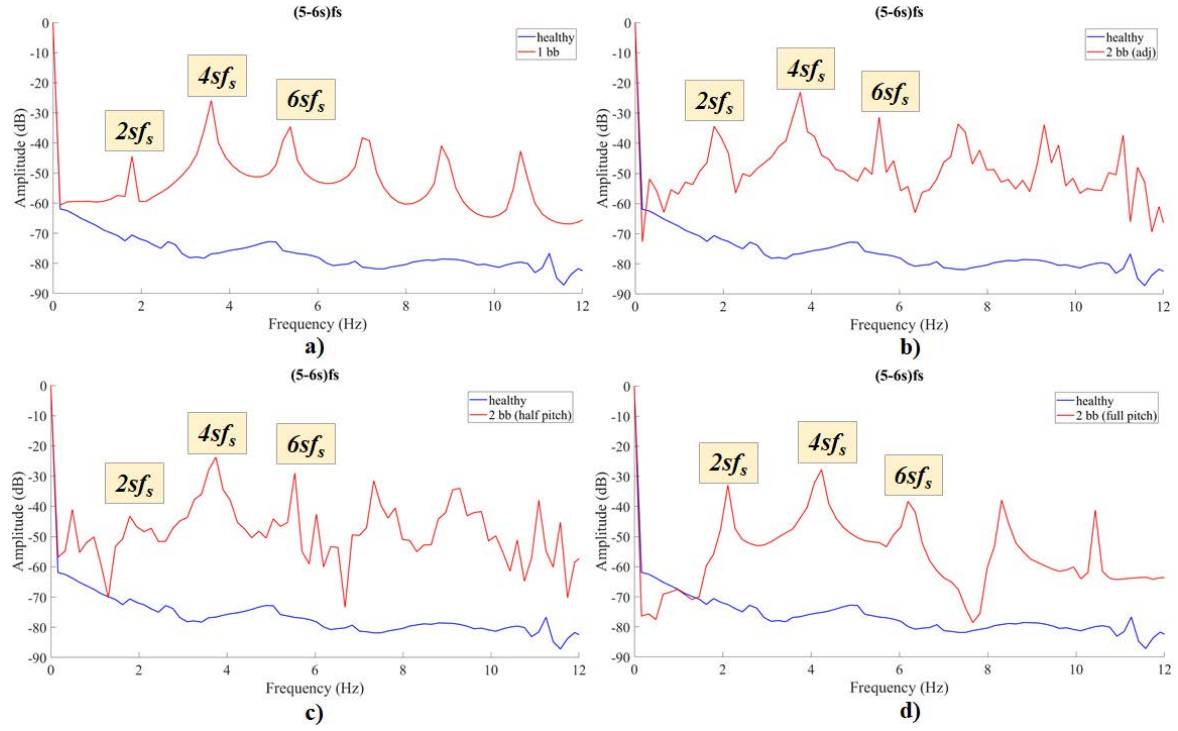 (5-6s)fs
healthy
1 bb
2sfₛ
4sfₛ
6sfₛ
Amplitude (dB)
0
-10
-20
-30
-40
-50
-60
-70
-80
-90
0 2 4 6 8 10 12
Frequency (Hz)
a)
(5-6s)fs
healthy
2 bb (adj)
2sfₛ
4sfₛ
6sfₛ
Amplitude (dB)
0
-10
-20
-30
-40
-50
-60
-70
-80
-90
0 2 4 6 8 10 12
Frequency (Hz)
b)
(5-6s)fs
healthy
2 bb (half pitch)
2sfₛ
4sfₛ
6sfₛ
Amplitude (dB)
0
-10
-20
-30
-40
-50
-60
-70
-80
-90
0 2 4 6 8 10 12
Frequency (Hz)
c)
(5-6s)fs
healthy
2 bb (full pitch)
2sfₛ
4sfₛ
6sfₛ
Amplitude (dB)
0
-10
-20
-30
-40
-50
-60
-70
-80
-90
0 2 4 6 8 10 12
Frequency (Hz)
d)